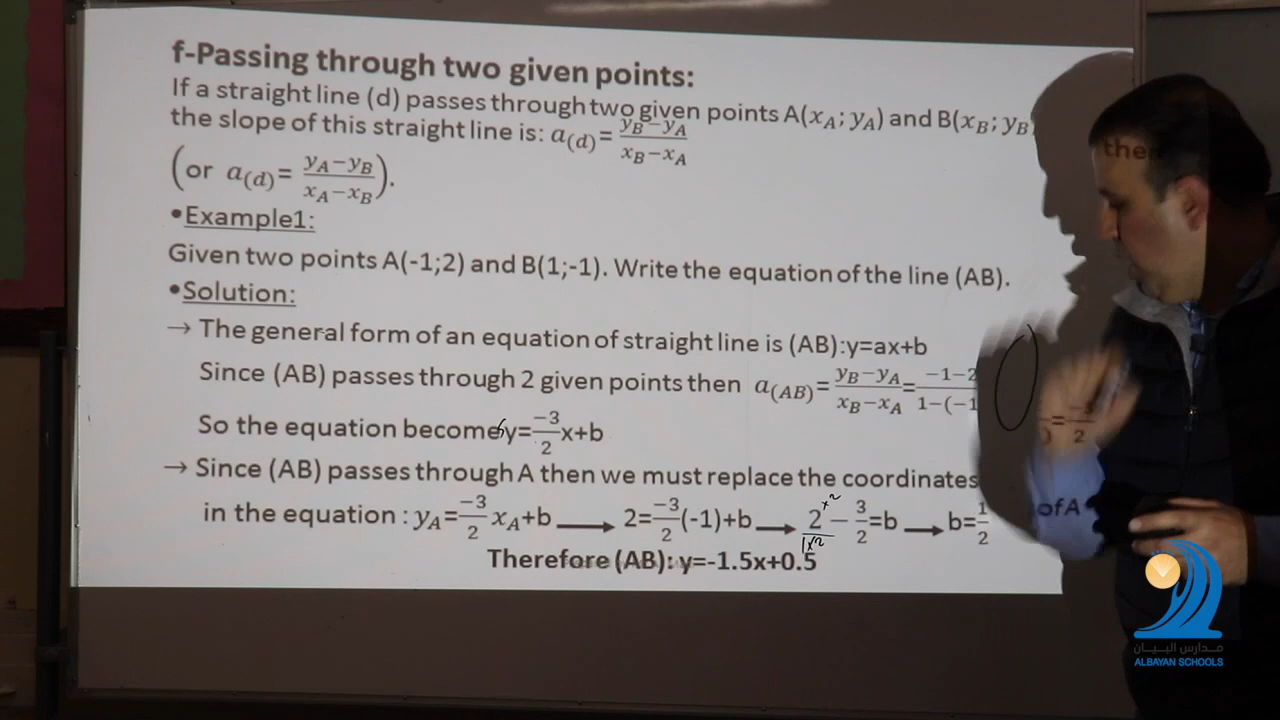 f-Passing through two given points:
If a straight line (d) passes through two given points A(x_A; y_A) and B(x_B; y_B
the slope of this straight line is: a_(d)= (y_B−y_A)/(x_B−x_A) the
(or a_(d)= (y_A−y_B)/(x_A−x_B)).
•Example1:
Given two points A(-1;2) and B(1;-1). Write the equation of the line (AB).
•Solution:
→ The general form of an equation of straight line is (AB):y=ax+b
Since (AB) passes through 2 given points then a_(AB)= (y_B−y_A)/(x_B−x_A) = (−1−2)/(1−(−1
So the equation becomes y= −3/2 x+b
→ Since (AB) passes through A then we must replace the coordinates of A
in the equation : y_A= −3/2 x_A+b → 2= −3/2 (-1)+b → 2 ×2 / 1×2 − 3/2 =b → b= 1/2
Therefore (AB): y=-1.5x+0.5
مدارس البيان
ALBAYAN SCHOOLS